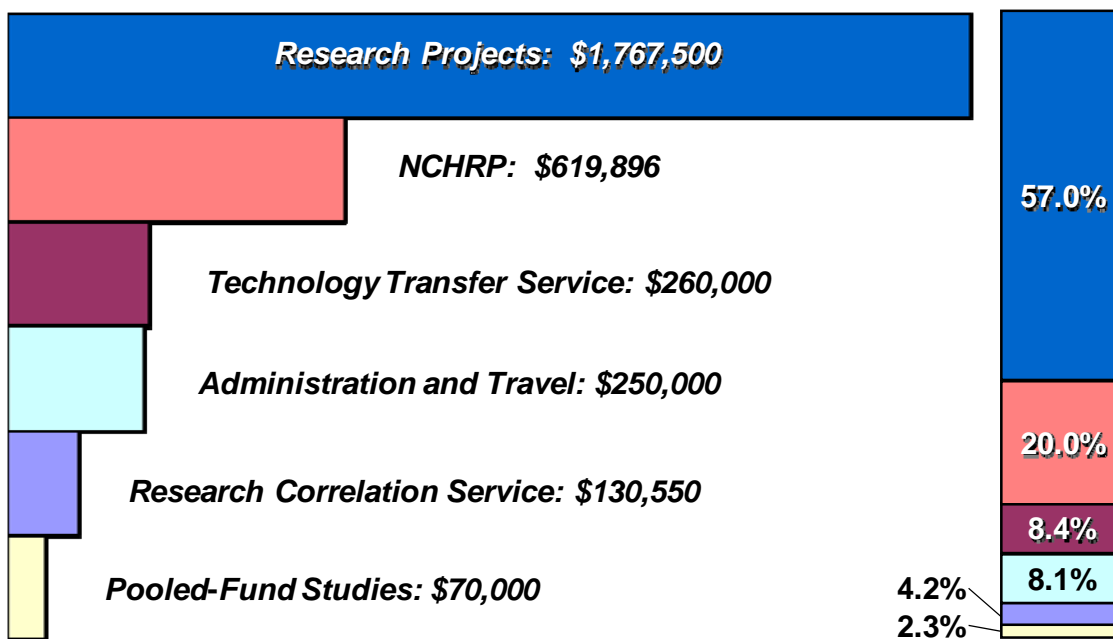 Research Projects: $1,767,500
NCHRP: $619,896
Technology Transfer Service: $260,000
Administration and Travel: $250,000
Research Correlation Service: $130,550
Pooled-Fund Studies: $70,000
57.0%
20.0%
8.4%
8.1%
4.2%
2.3%